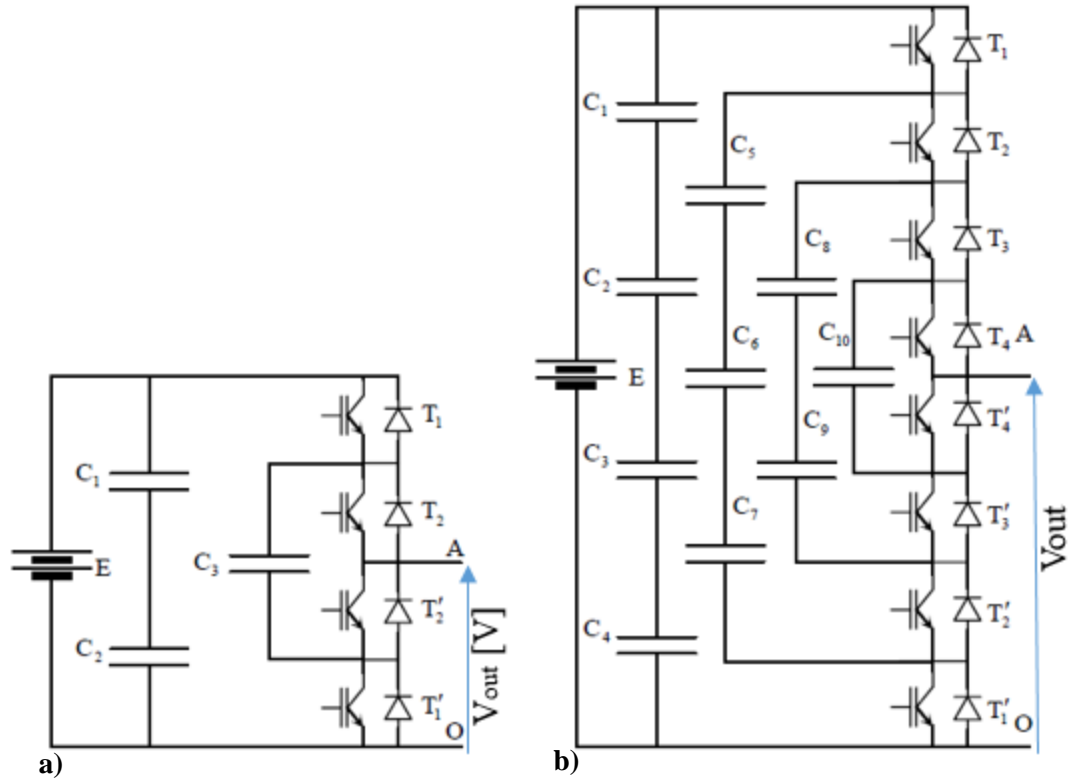 E
C1
C2
C3
T1
T2
A
T′2
T′1
O
Vout [V]
a)
E
C1
C2
C3
C4
C5
C6
C7
C8
C9
C10
T1
T2
T3
T4 A
T′4
T′3
T′2
T′1 O
Vout
b)